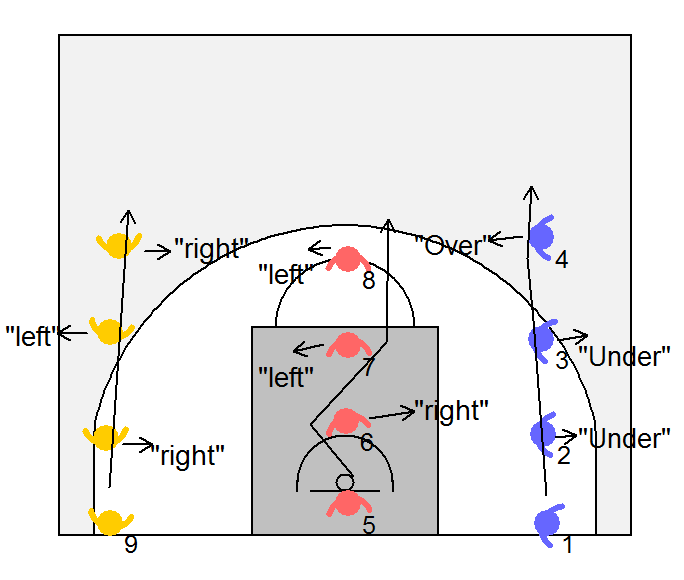 "right" "left" 8 "Over" 4
"left" "left" 7 3 "Under"
"right" 6 "right" 2 "Under"
9 5 1